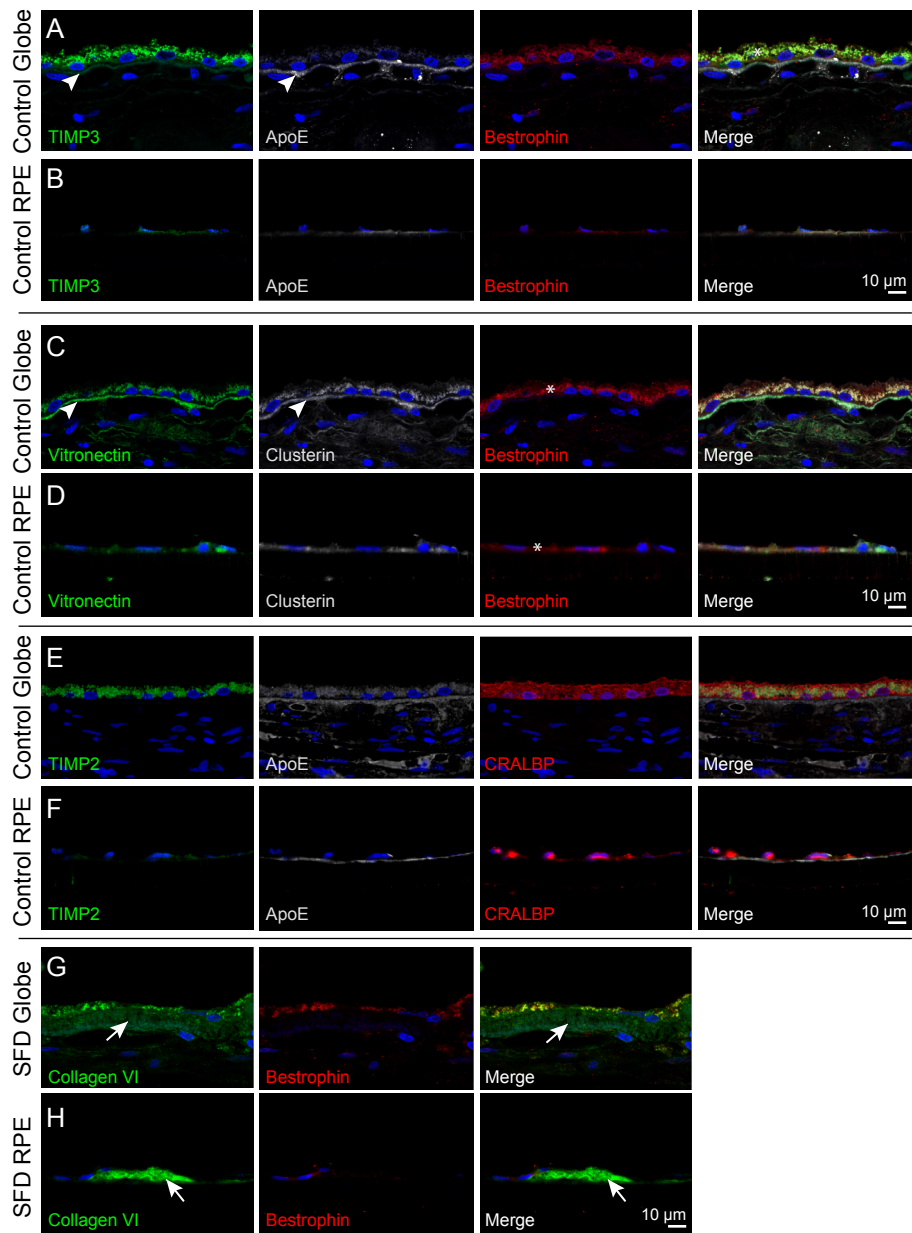 Control Globe
A
TIMP3
ApoE
Bestrophin
*
Merge
Control RPE
B
TIMP3
ApoE
Bestrophin
Merge
10 µm
Control Globe
C
Vitronectin
Clusterin
*
Bestrophin
Merge
Control RPE
D
Vitronectin
Clusterin
*
Bestrophin
Merge
10 µm
Control Globe
E
TIMP2
ApoE
CRALBP
Merge
Control RPE
F
TIMP2
ApoE
CRALBP
Merge
10 µm
SFD Globe
G
Collagen VI
Bestrophin
Merge
SFD RPE
H
Collagen VI
Bestrophin
Merge
10 µm